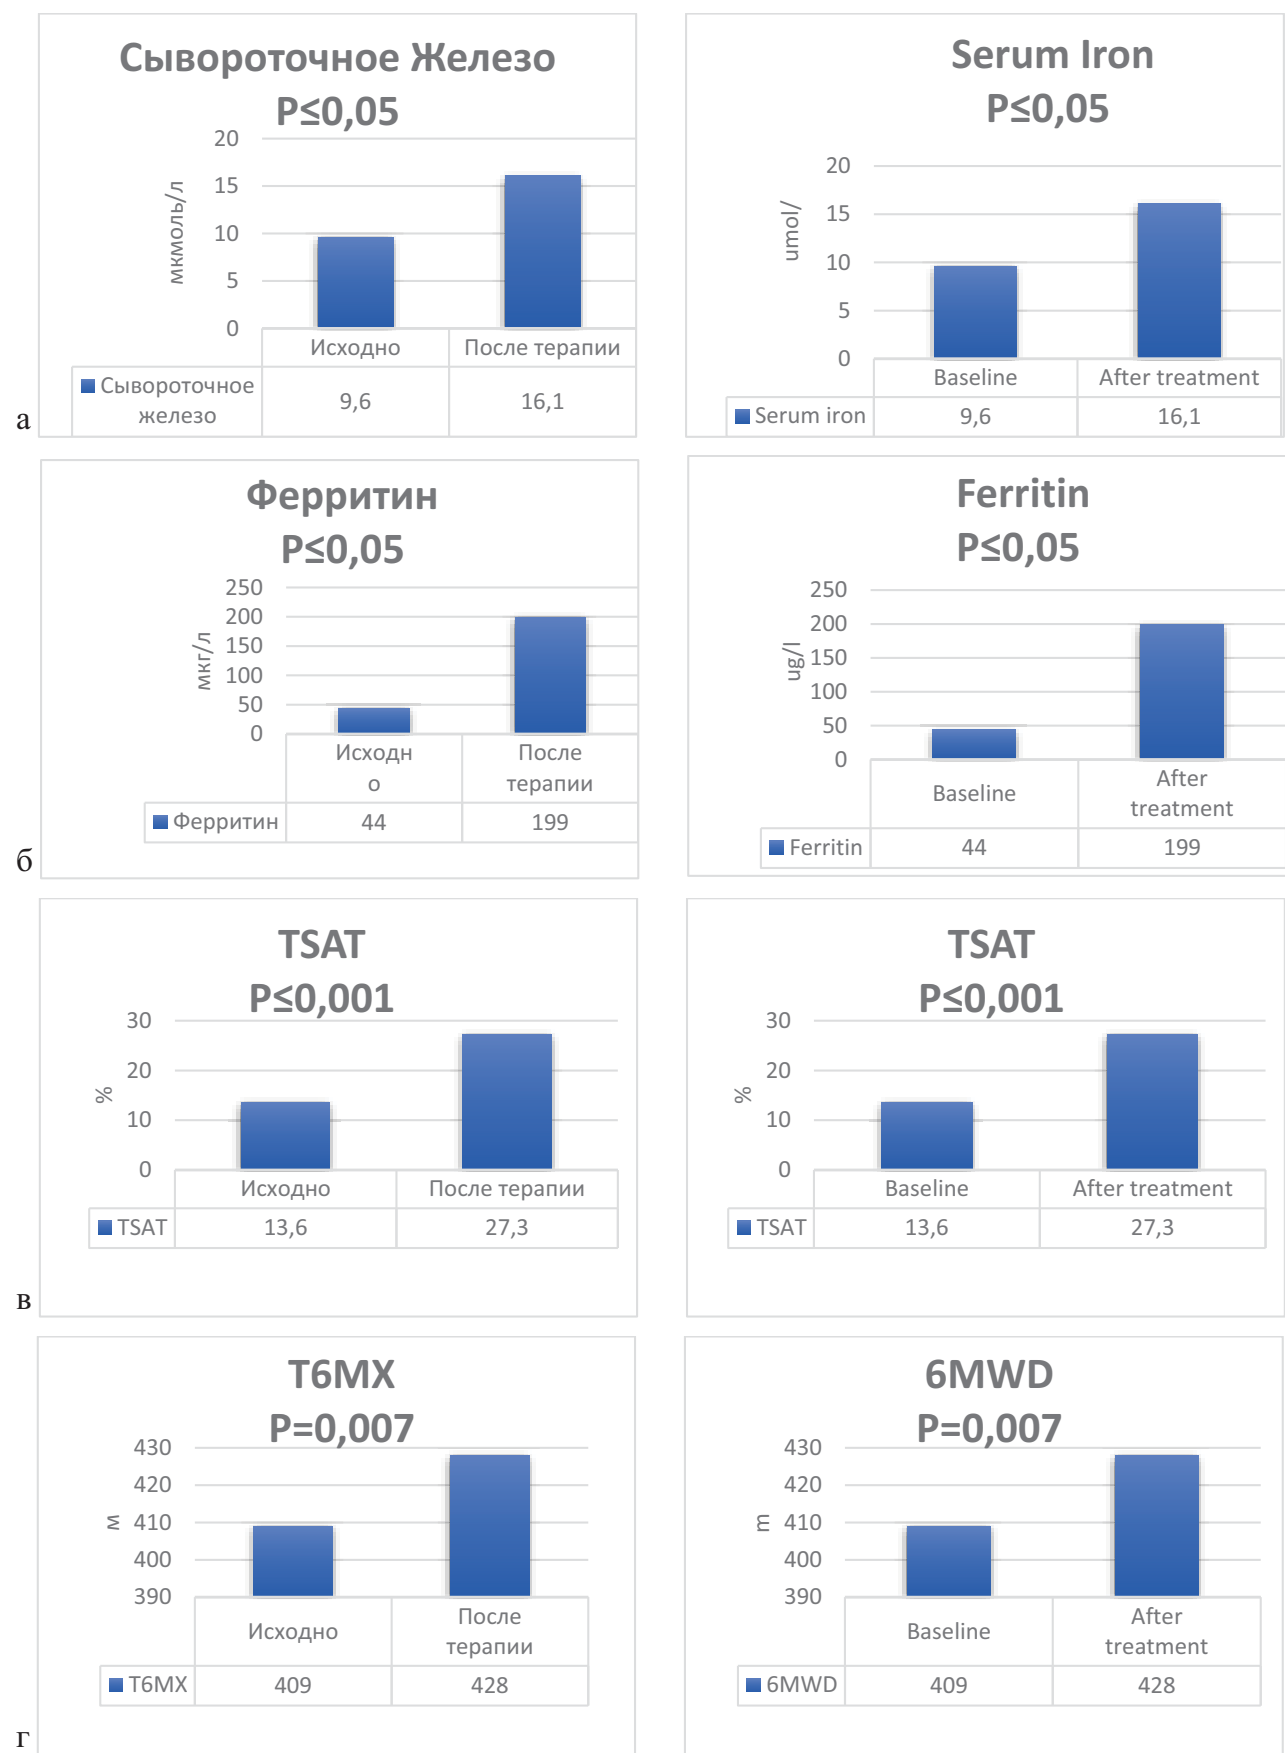 Сывороточное Железо
P≤0,05
20
15
10
5
0
мкмоль/л
Исходно
После терапии
Сывороточное
железо
9,6
16,1
а
Serum Iron
P≤0,05
20
15
10
5
0
umol/
Baseline
After treatment
Serum iron
9,6
16,1
Ферритин
P≤0,05
250
200
150
100
50
0
мкг/л
Исходн
о
После
терапии
Ферритин
44
199
б
Ferritin
P≤0,05
250
200
150
100
50
0
ug/l
Baseline
After
treatment
Ferritin
44
199
TSAT
P≤0,001
30
20
10
0
%
Исходно
После терапии
TSAT
13,6
27,3
в
TSAT
P≤0,001
30
20
10
0
%
Baseline
After treatment
TSAT
13,6
27,3
Т6МХ
P=0,007
430
420
410
400
390
м
Исходно
После
терапии
Т6МХ
409
428
г
6MWD
P=0,007
430
420
410
400
390
m
Baseline
After
treatment
6MWD
409
428